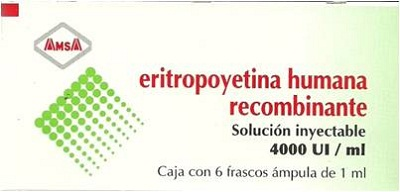 AMSA
eritropoyetina humana
recombinante
Solución inyectable
4000 UI / ml
Caja con 6 frascos ámpula de 1 ml